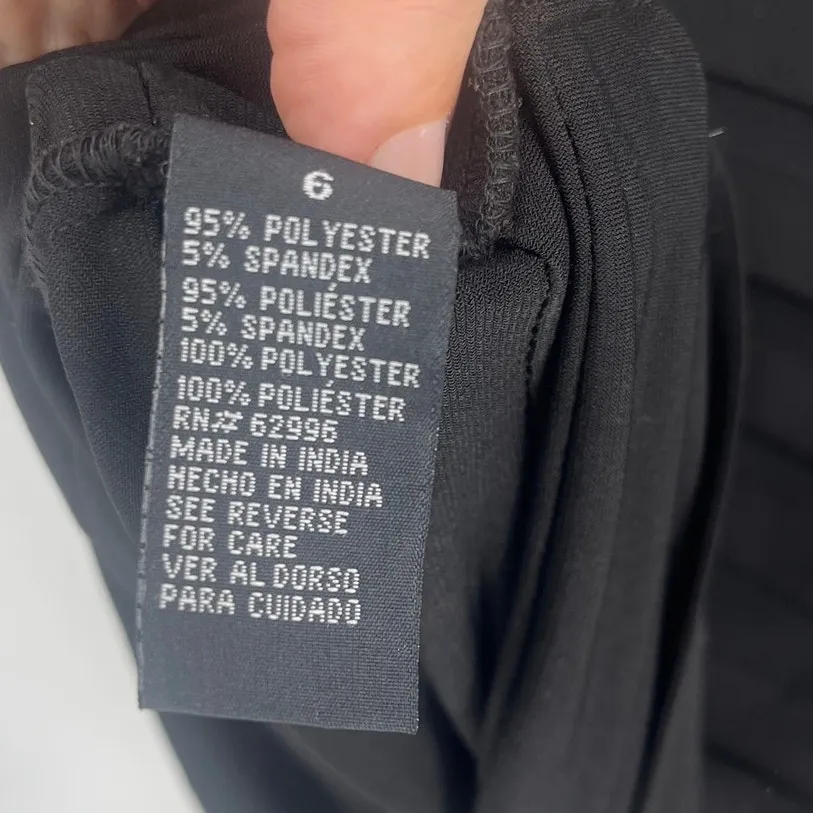 6
95% POLYESTER
5% SPANDEX
95% POLIÉSTER
5% SPANDEX
100% POLYESTER
100% POLIÉSTER
RN# 62996
MADE IN INDIA
HECHO EN INDIA
SEE REVERSE
FOR CARE
VER AL DORSO
PARA CUIDADO